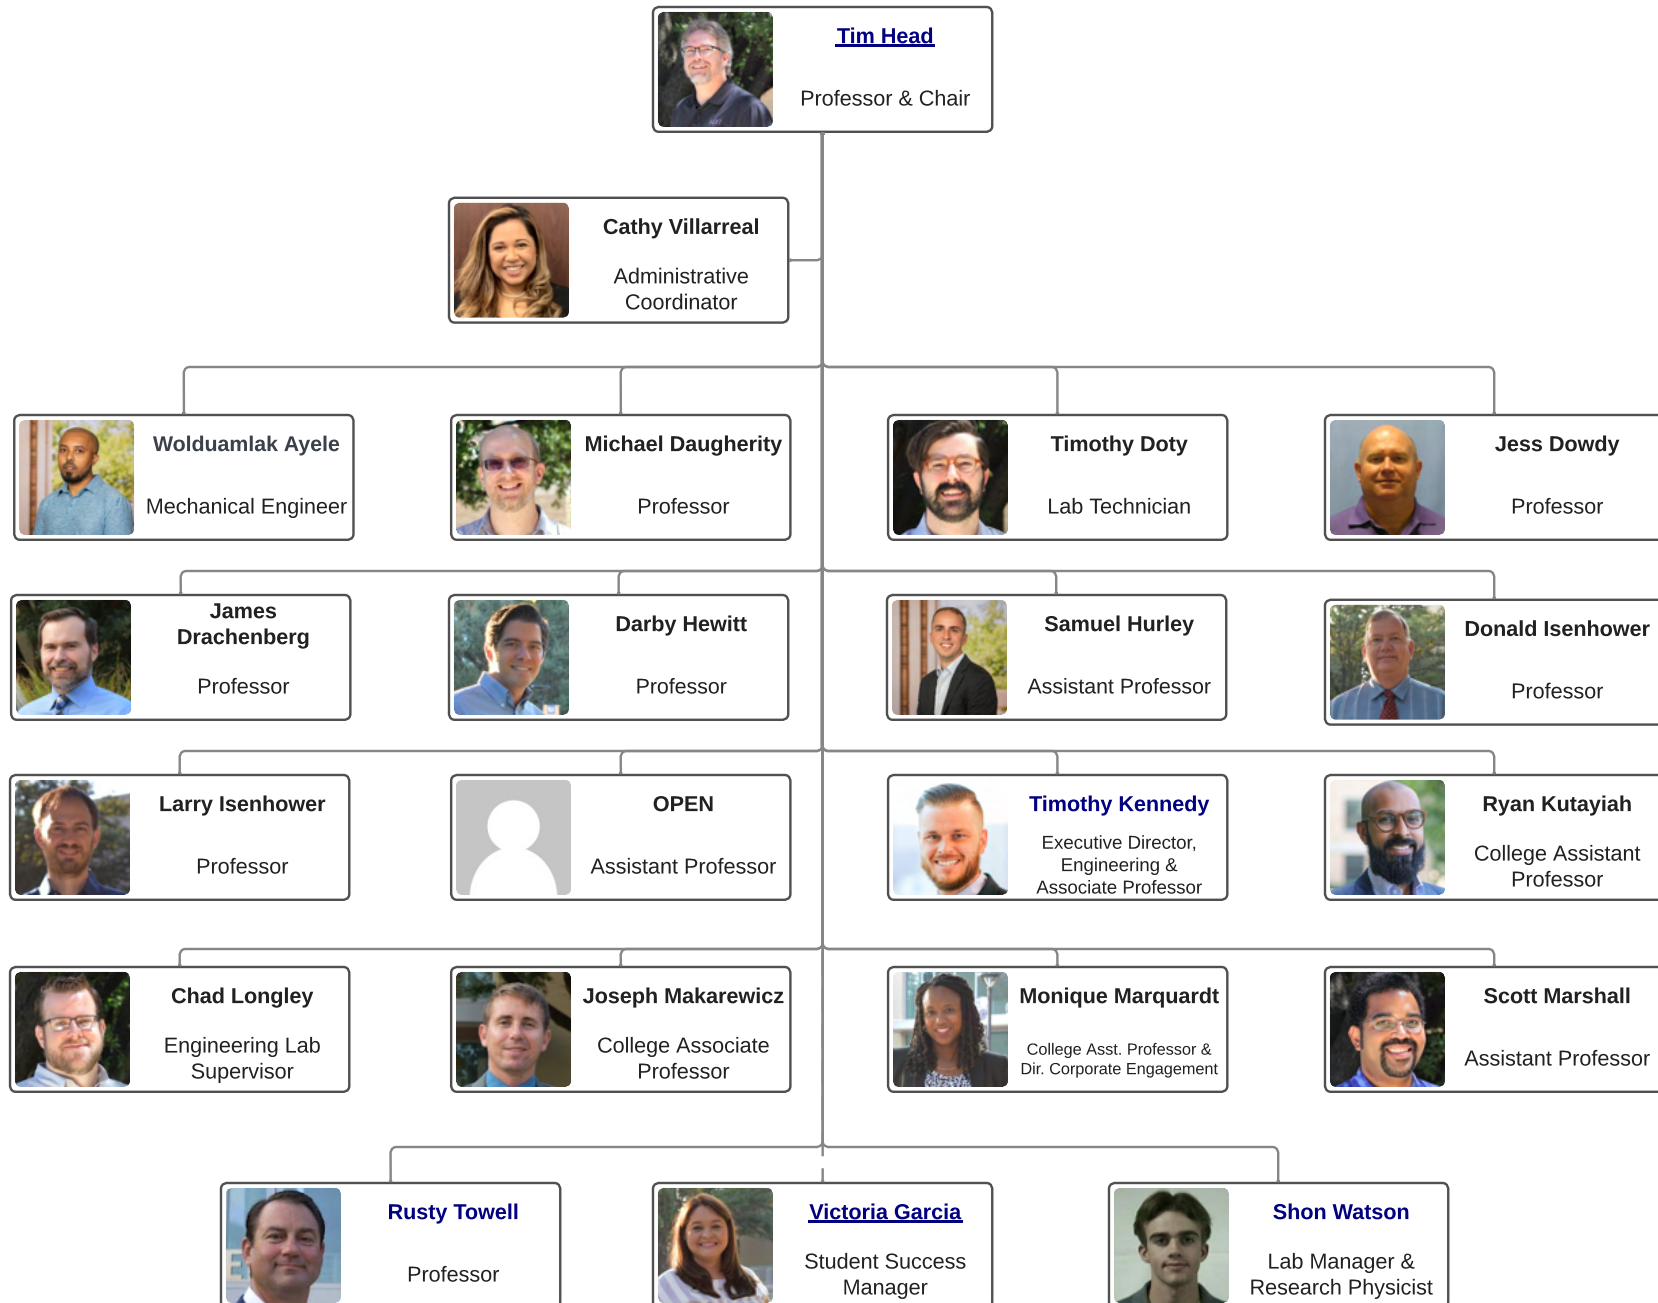 Tim Head
Professor & Chair
Cathy Villarreal
Administrative
Coordinator
Wolduamlak Ayele
Mechanical Engineer
Michael Daugherity
Professor
Timothy Doty
Lab Technician
Jess Dowdy
Professor
James
Drachenberg
Professor
Darby Hewitt
Professor
Samuel Hurley
Assistant Professor
Donald Isenhower
Professor
Larry Isenhower
Professor
OPEN
Assistant Professor
Timothy Kennedy
Executive Director,
Engineering &
Associate Professor
Ryan Kutayiah
College Assistant
Professor
Chad Longley
Engineering Lab
Supervisor
Joseph Makarewicz
College Associate
Professor
Monique Marquardt
College Asst. Professor &
Dir. Corporate Engagement
Scott Marshall
Assistant Professor
Rusty Towell
Professor
Victoria Garcia
Student Success
Manager
Shon Watson
Lab Manager &
Research Physicist